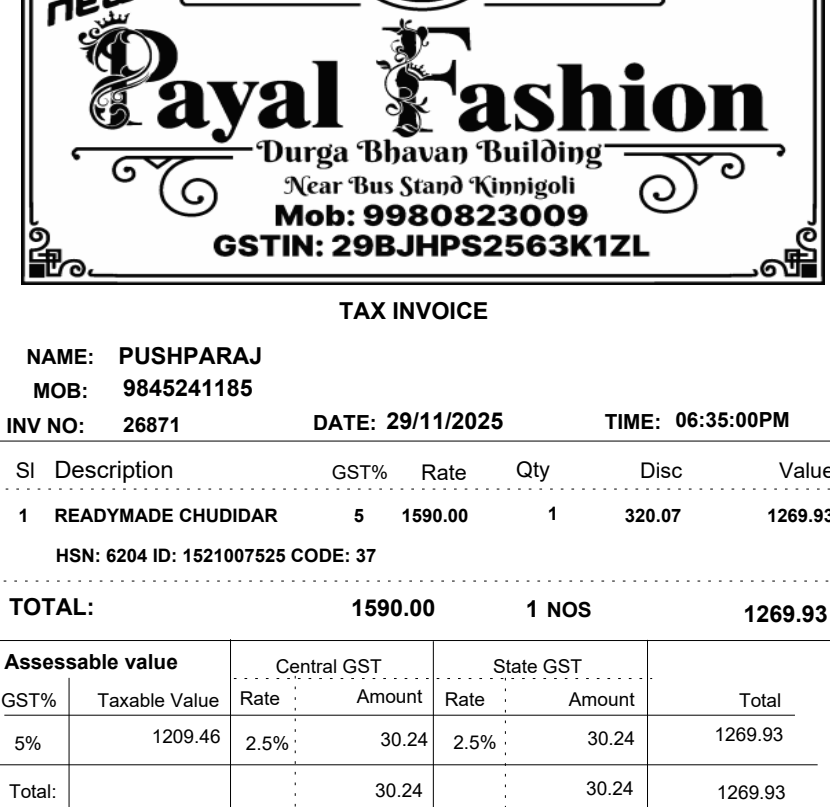 new
Payal Fashion
Durga Bhavan Building
Near Bus Stand Kinnigoli
Mob: 9980823009
GSTIN: 29BJHPS2563K1ZL
TAX INVOICE
NAME: PUSHPARAJ
MOB: 9845241185
INV NO: 26871 DATE: 29/11/2025 TIME: 06:35:00PM
Sl Description GST% Rate Qty Disc Value
1 READYMADE CHUDIDAR 5 1590.00 1 320.07 1269.93
HSN: 6204 ID: 1521007525 CODE: 37
TOTAL: 1590.00 1 NOS 1269.93
Assessable value Central GST State GST
GST% Taxable Value Rate Amount Rate Amount Total
5% 1209.46 2.5% 30.24 2.5% 30.24 1269.93
Total: 30.24 30.24 1269.93